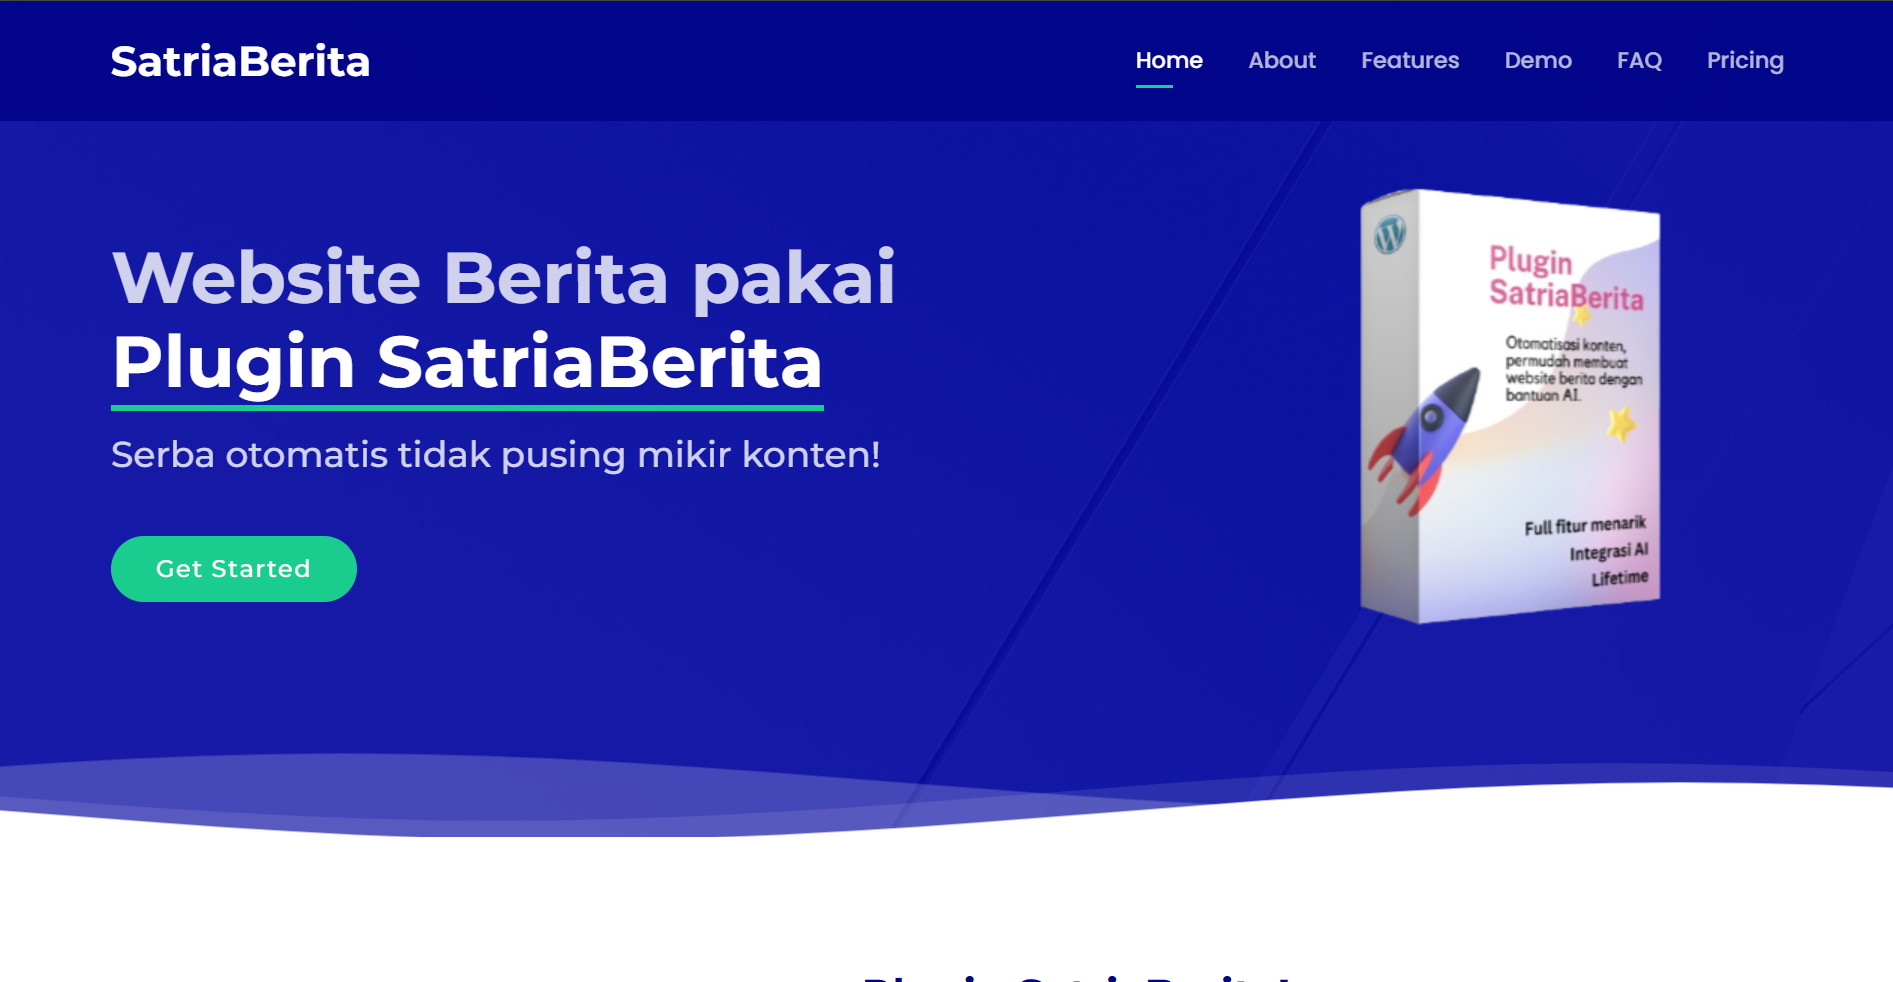 SatriaBerita
Home About Features Demo FAQ Pricing
Website Berita pakai
Plugin SatriaBerita
Serba otomatis tidak pusing mikir konten!
Get Started
Plugin
SatriaBerita
Otomatisasi konten,
permudah membuat
website berita dengan
bantuan AI.
Full fitur menarik
Integrasi AI
Lifetime